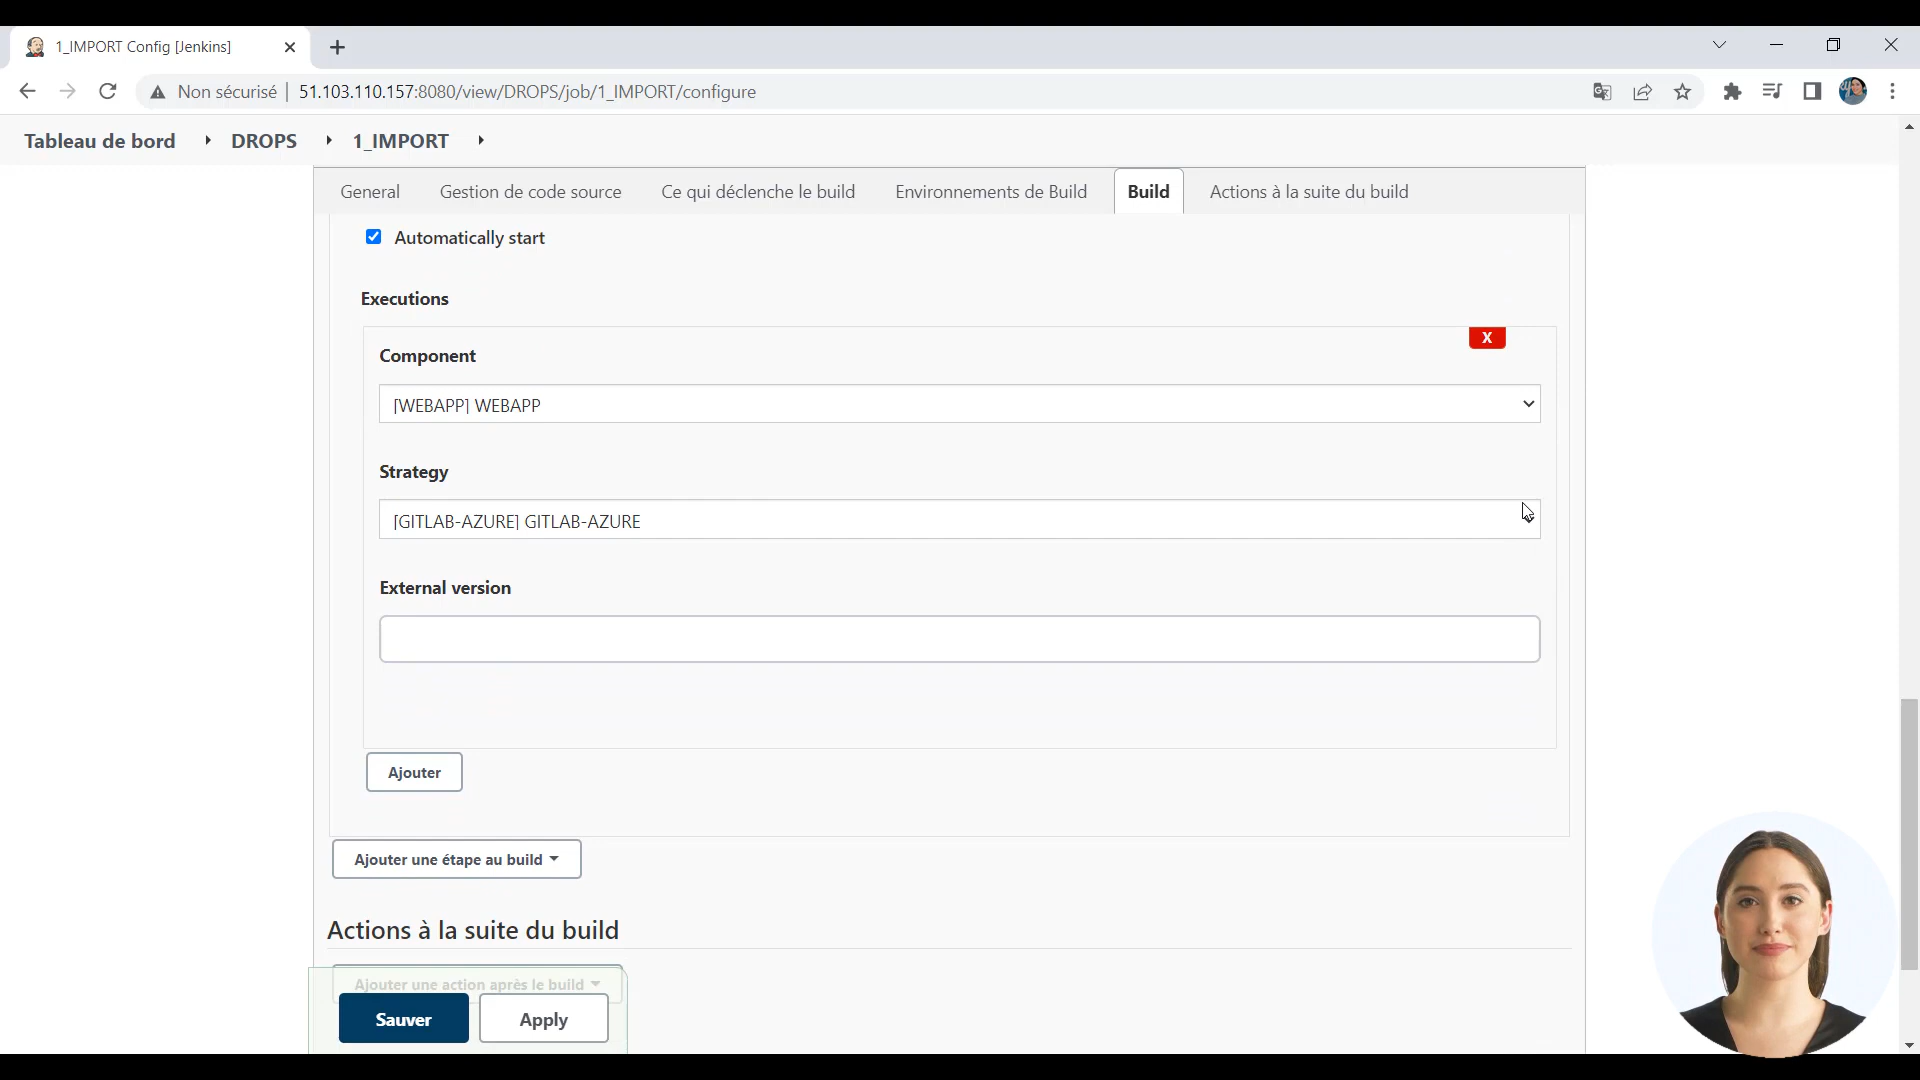 1_IMPORT Config [Jenkins]
Non sécurisé | 51.103.110.157:8080/view/DROPS/job/1_IMPORT/configure
Tableau de bord DROPS 1_IMPORT
General Gestion de code source Ce qui déclenche le build Environnements de Build Build Actions à la suite du build
Automatically start
Executions
X
Component
[WEBAPP] WEBAPP
Strategy
[GITLAB-AZURE] GITLAB-AZURE
External version
Ajouter
Ajouter une étape au build
Actions à la suite du build
Ajouter une action après le build
Sauver Apply